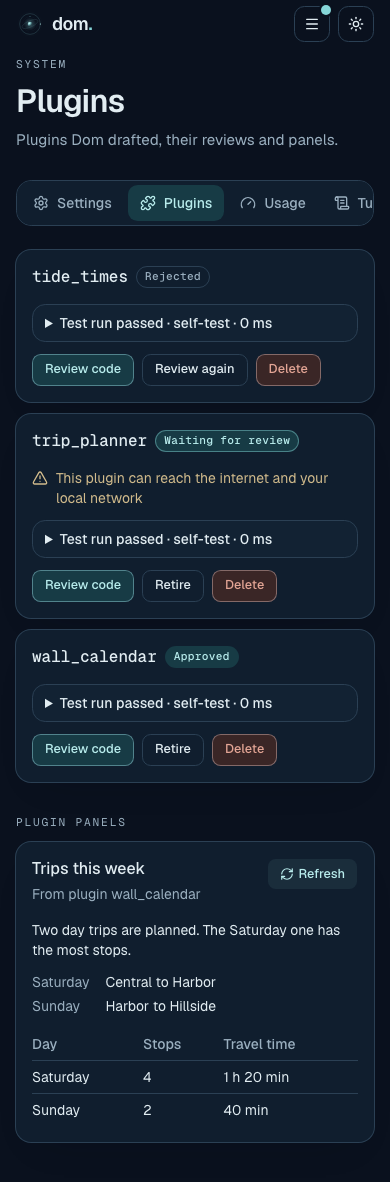 dom.
SYSTEM
Plugins
Plugins Dom drafted, their reviews and panels.
Settings Plugins Usage Tu
tide_times Rejected
Test run passed · self-test · 0 ms
Review code Review again Delete
trip_planner Waiting for review
This plugin can reach the internet and your
local network
Test run passed · self-test · 0 ms
Review code Retire Delete
wall_calendar Approved
Test run passed · self-test · 0 ms
Review code Retire Delete
PLUGIN PANELS
Trips this week
Refresh
From plugin wall_calendar
Two day trips are planned. The Saturday one has
the most stops.
Saturday Central to Harbor
Sunday Harbor to Hillside
Day Stops Travel time
Saturday 4 1 h 20 min
Sunday 2 40 min